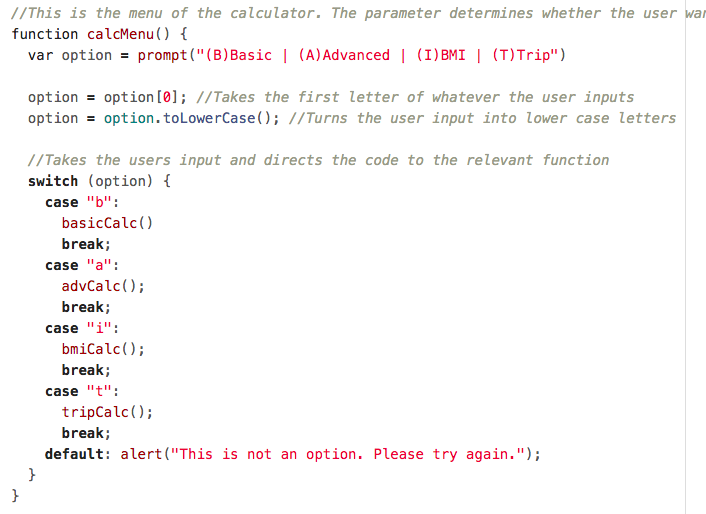 //This is the menu of the calculator. The parameter determines whether the user
function calcMenu() {
  var option = prompt("(B)Basic | (A)Advanced | (I)BMI | (T)Trip")

  option = option[0]; //Takes the first letter of whatever the user inputs
  option = option.toLowerCase(); //Turns the user input into lower case letters

  //Takes the users input and directs the code to the relevant function
  switch (option) {
    case "b":
      basicCalc()
      break;
    case "a":
      advCalc();
      break;
    case "i":
      bmiCalc();
      break;
    case "t":
      tripCalc();
      break;
    default: alert("This is not an option. Please try again.");
  }
}